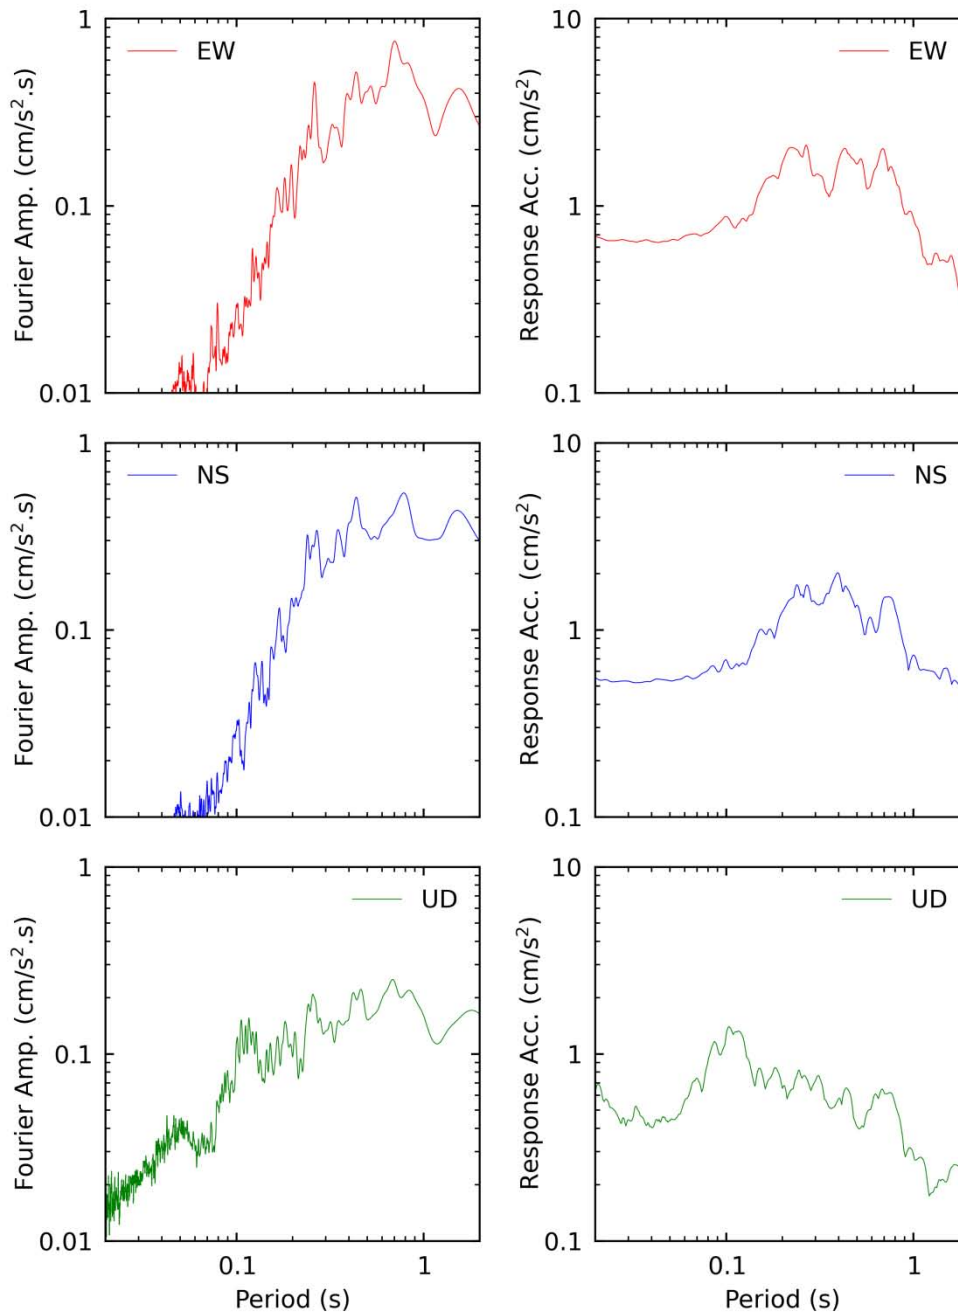 1
EW
0.1
0.01
Fourier Amp. (cm/s².s)
10
EW
1
0.1
Response Acc. (cm/s²)
1
NS
0.1
0.01
Fourier Amp. (cm/s².s)
10
NS
1
0.1
Response Acc. (cm/s²)
1
UD
0.1
0.01
Fourier Amp. (cm/s².s)
0.1 1
Period (s)
10
UD
1
0.1
Response Acc. (cm/s²)
0.1 1
Period (s)